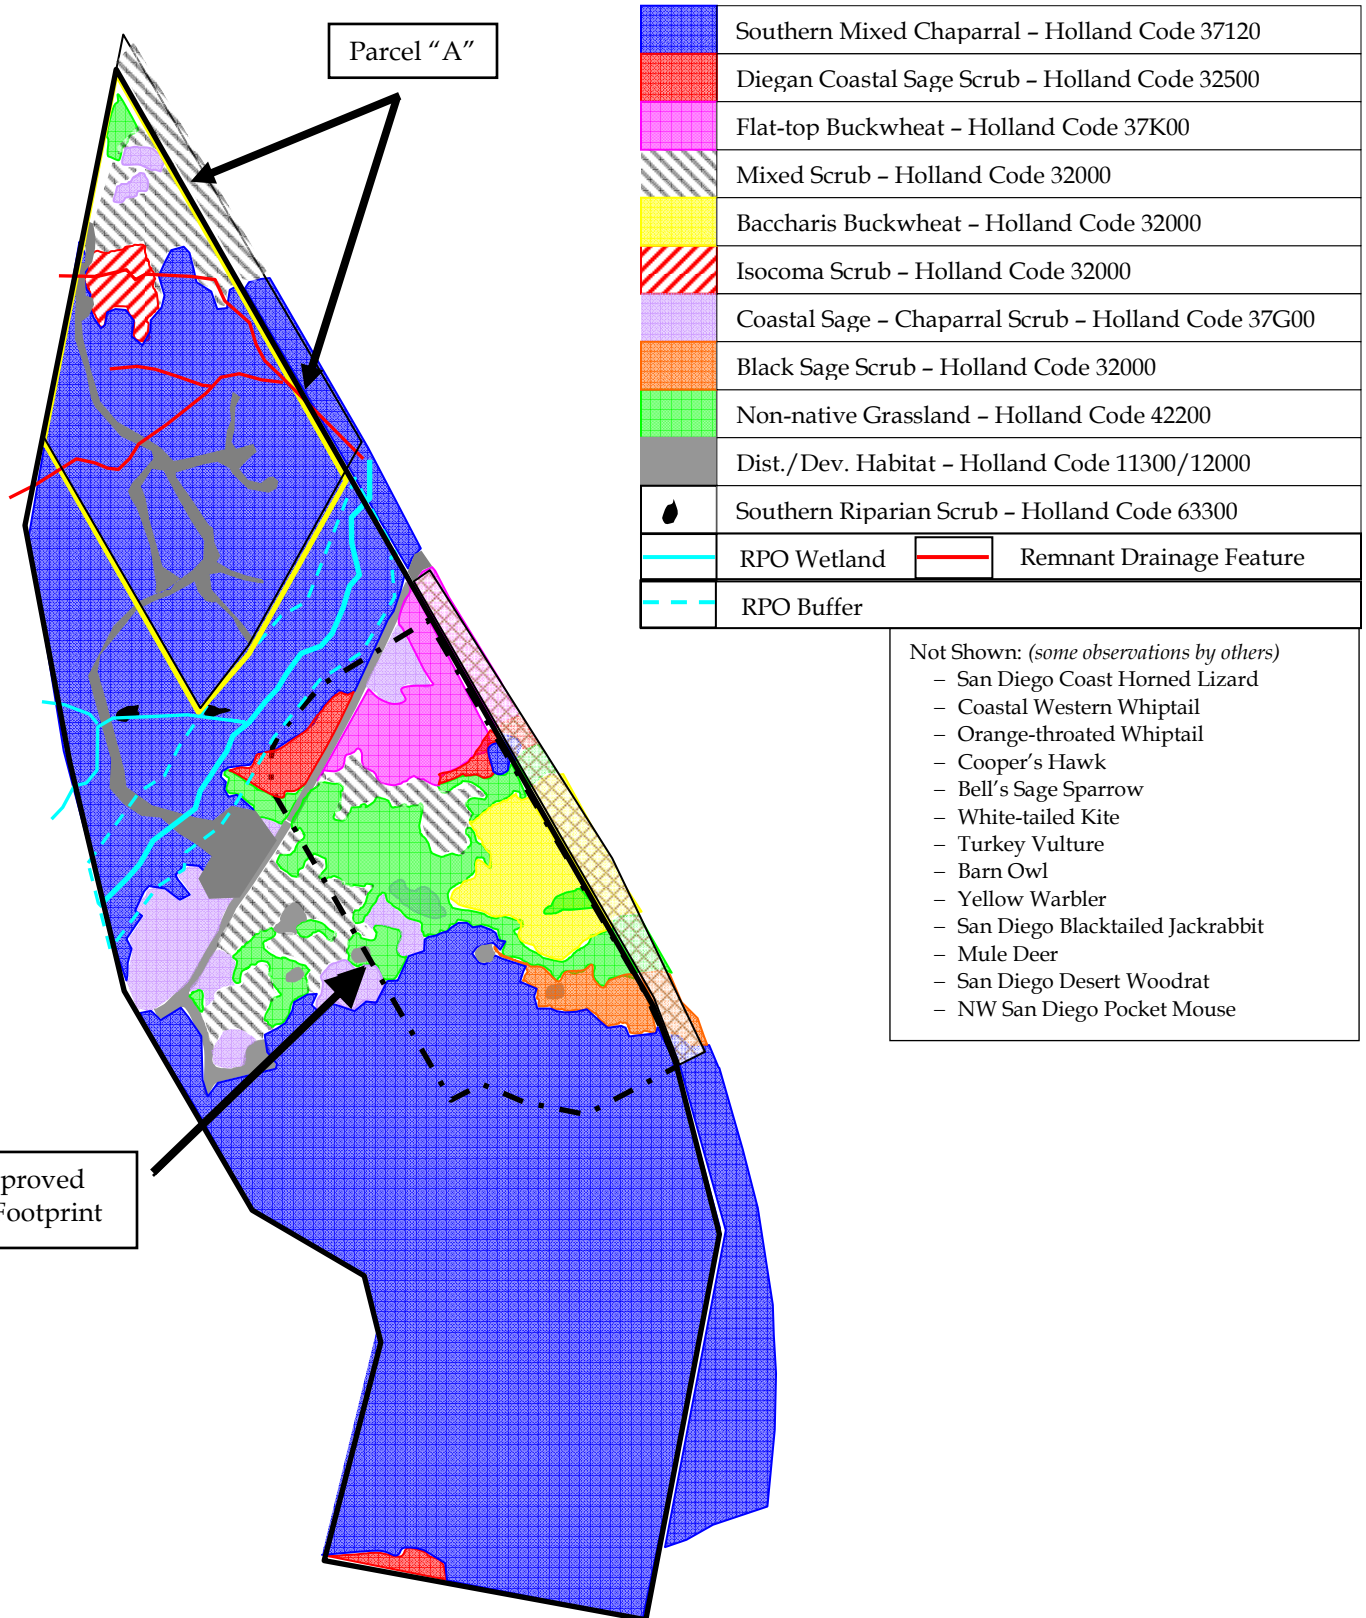 Parcel “A”
Southern Mixed Chaparral – Holland Code 37120
Diegan Coastal Sage Scrub – Holland Code 32500
Flat-top Buckwheat – Holland Code 37K00
Mixed Scrub – Holland Code 32000
Baccharis Buckwheat – Holland Code 32000
Isocoma Scrub – Holland Code 32000
Coastal Sage – Chaparral Scrub – Holland Code 37G00
Black Sage Scrub – Holland Code 32000
Non-native Grassland – Holland Code 42200
Dist./Dev. Habitat – Holland Code 11300/12000
Southern Riparian Scrub – Holland Code 63300
RPO Wetland Remnant Drainage Feature
RPO Buffer
Not Shown: (some observations by others)
– San Diego Coast Horned Lizard
– Coastal Western Whiptail
– Orange-throated Whiptail
– Cooper’s Hawk
– Bell’s Sage Sparrow
– White-tailed Kite
– Turkey Vulture
– Barn Owl
– Yellow Warbler
– San Diego Blacktailed Jackrabbit
– Mule Deer
– San Diego Desert Woodrat
– NW San Diego Pocket Mouse
proved
Footprint